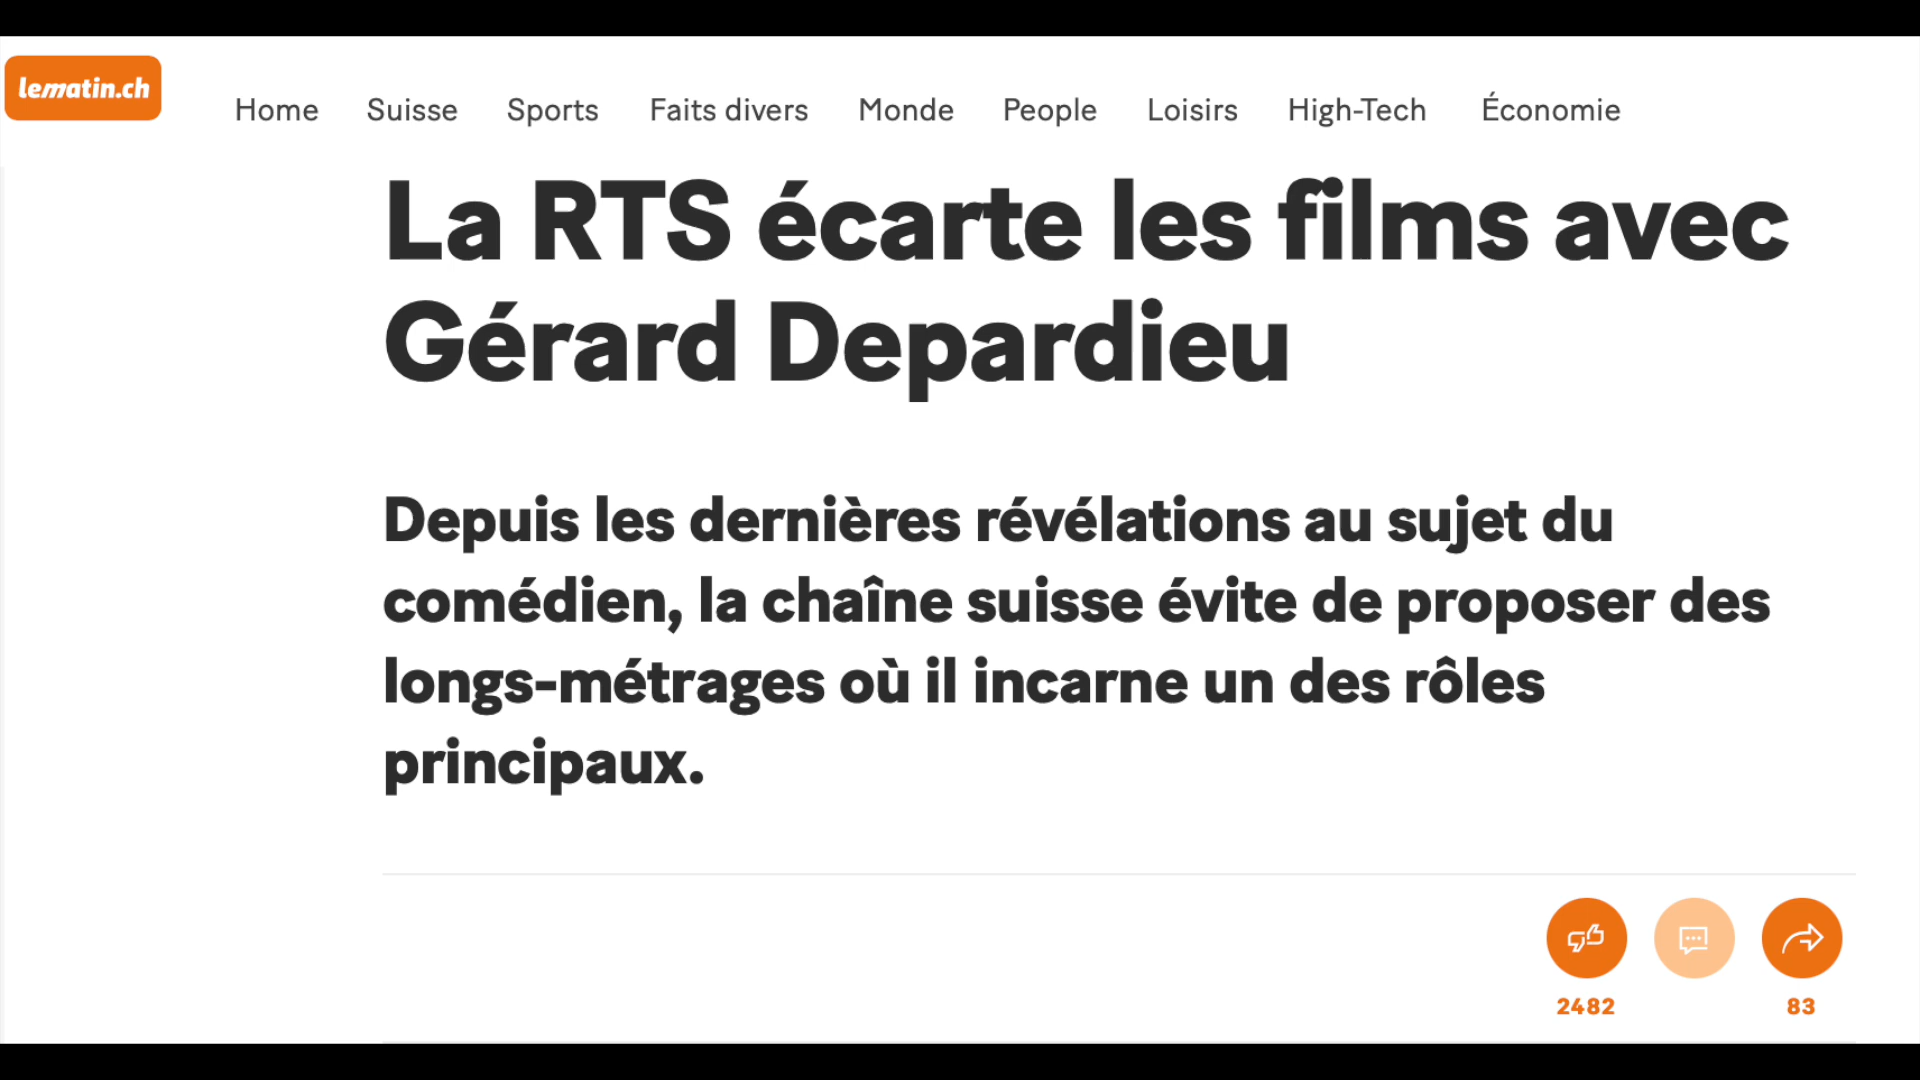 lematin.ch
Home Suisse Sports Faits divers Monde People Loisirs High-Tech Économie
La RTS écarte les films avec
Gérard Depardieu
Depuis les dernières révélations au sujet du
comédien, la chaîne suisse évite de proposer des
longs-métrages où il incarne un des rôles
principaux.
2482 83